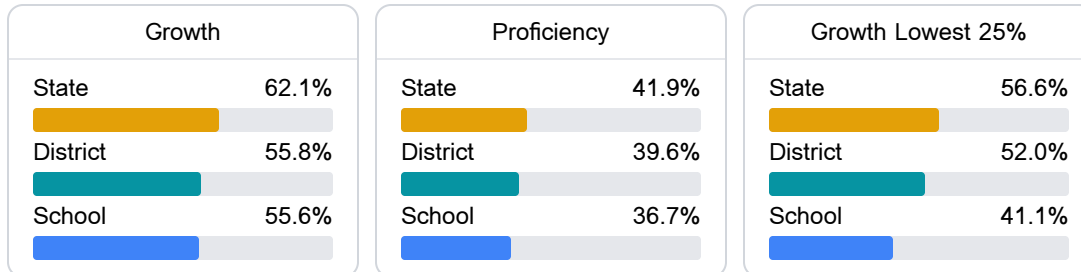 Growth
State 62.1%
District 55.8%
School 55.6%
Proficiency
State 41.9%
District 39.6%
School 36.7%
Growth Lowest 25%
State 56.6%
District 52.0%
School 41.1%